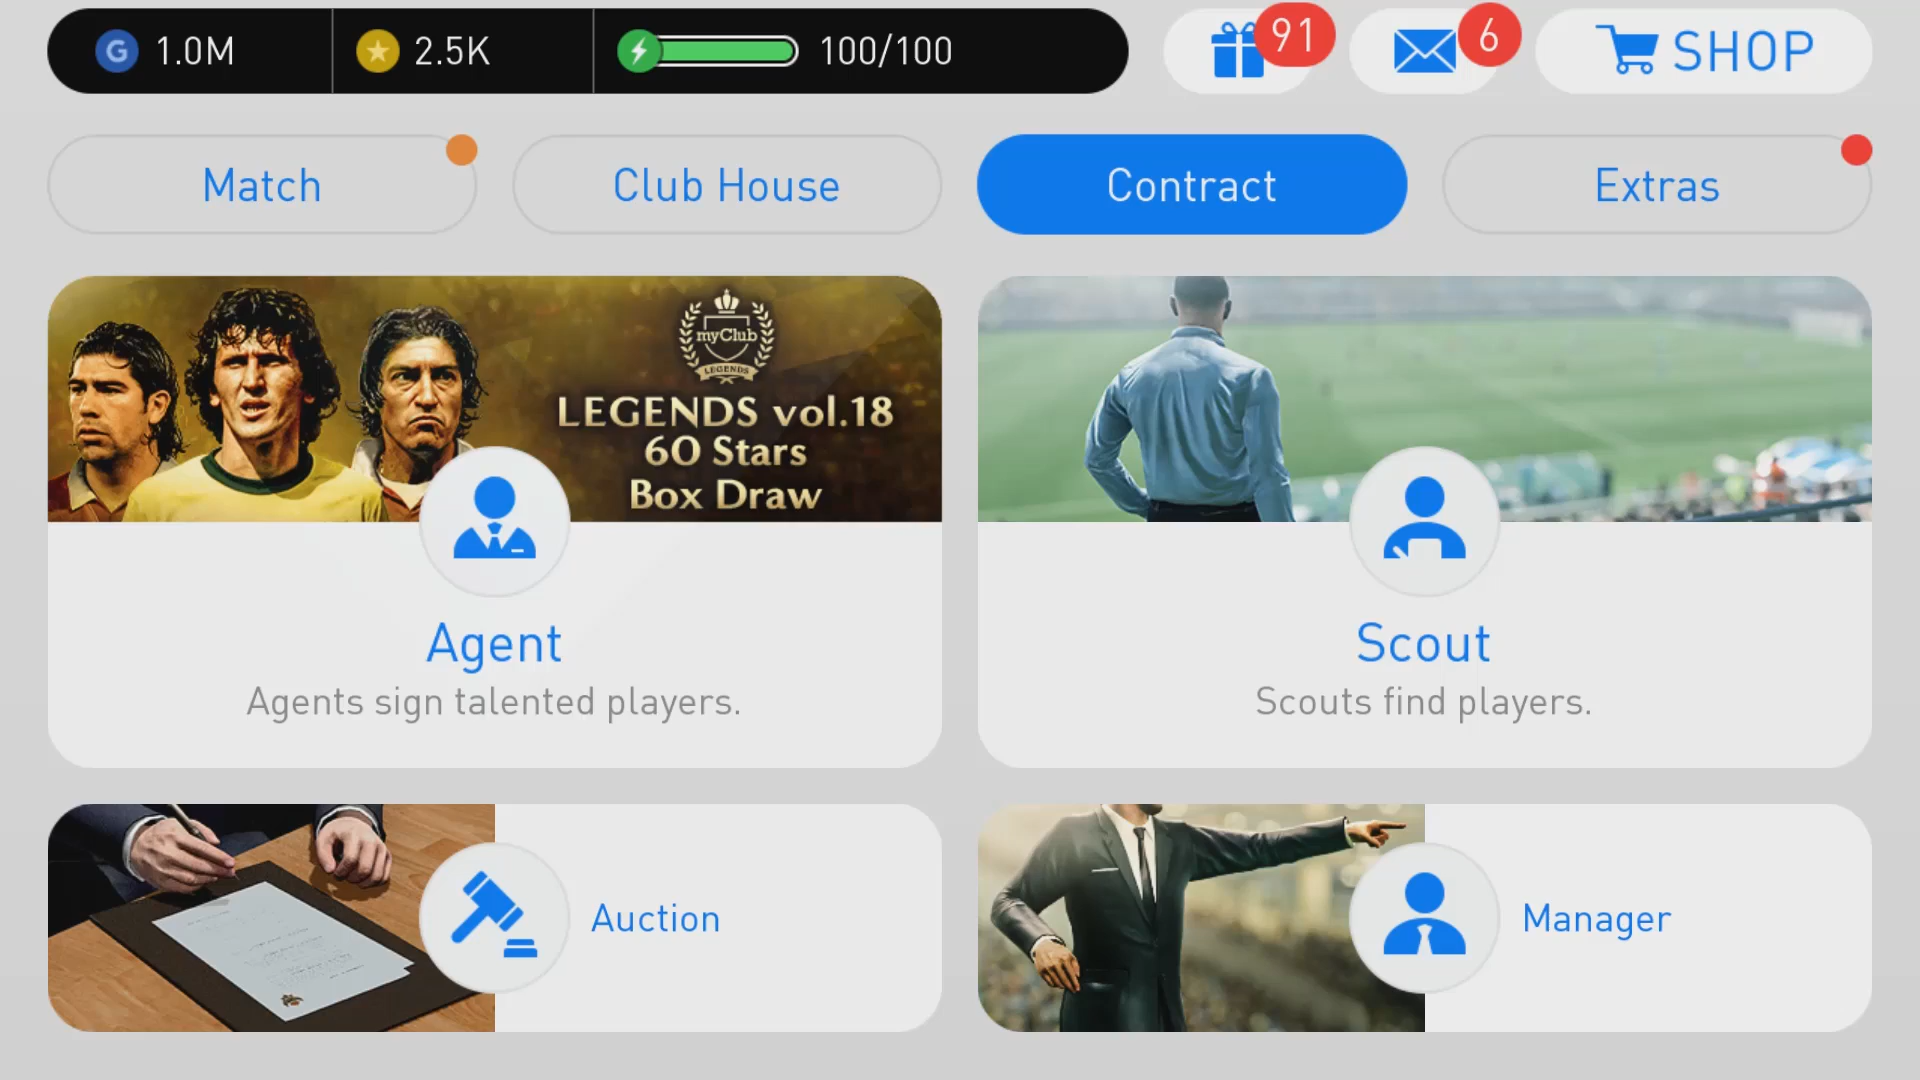 G 1.0M 2.5K 100/100 91 6 SHOP
Match Club House Contract Extras
myClub
LEGENDS
LEGENDS vol.18
60 Stars
Box Draw
Agent
Agents sign talented players.
Scout
Scouts find players.
Auction
Manager